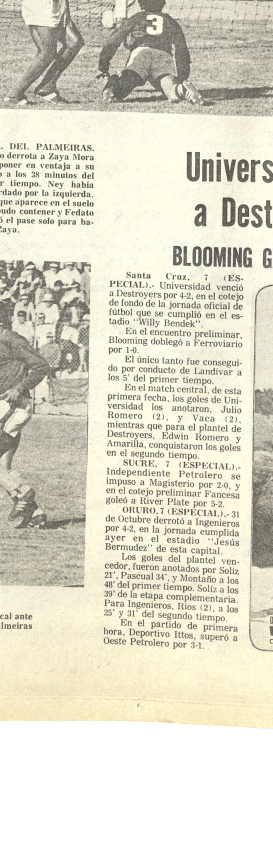 3
. DEL PALMEIRAS.
o derrota a Zaya Mora
poner en ventaja a su
o a los 38 minutos del
r tiempo. Ney había
rdado por la izquierda.
que aparece en el suelo
pudo contener y Fedato
ó el pase solo para ba-
Zaya.
cal ante
lmeiras
Univers
a Dest
BLOOMING G
Santa Cruz, 7 (ES-
PECIAL).- Universidad venció
a Destroyers por 4-2, en el cotejo
de fondo de la jornada oficial de
fútbol que se cumplió en el es-
tadio "Willy Bendek"
En el encuentro preliminar,
Blooming doblegó a Ferroviario
por 1-0.
El único tanto fue consegui-
do por conducto de Landívar a
los 5' del primer tiempo.
En el match central, de esta
primera fecha, los goles de Uni-
versidad los anotaron, Julio
Romero (2), y Vaca (2),
mientras que para el plantel de
Destroyers, Edwin Romero y
Amarilla, conquistaron los goles
en el segundo tiempo.
SUCRE, 7 (ESPECIAL).-
Independiente Petrolero se
impuso a Magisterio por 2-0, y
en el cotejo preliminar Fancesa
goleó a River Plate por 5-2.
ORURO, 7 (ESPECIAL).- 31
de Octubre derrotó a Ingenieros
por 4-2, en la jornada cumplida
ayer en el estadio "Jesús
Bermudez" de esta capital.
Los goles del plantel ven-
cedor, fueron anotados por Solíz
21', Pascual 34', y Montaño a los
48' del primer tiempo. Solíz a los
39' de la etapa complementaria.
Para Ingenieros, Ríos (2), a los
25' y 31' del segundo tiempo.
En el partido de primera
hora, Deportivo Ittos, superó a
Oeste Petrolero por 3-1.